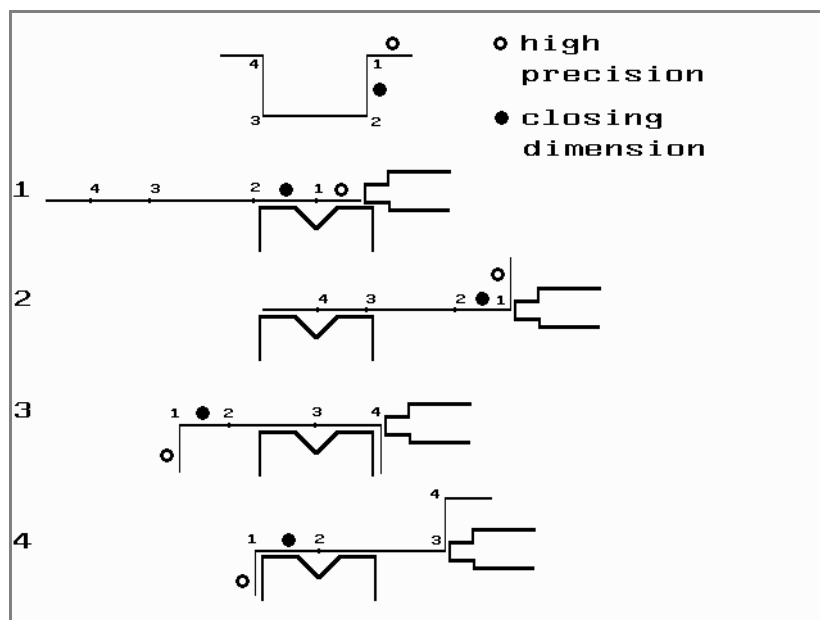 high
precision
closing
dimension
4 1
3 2
1
4 3 2 1
2
4 3 2 1
3
1 2 3 4
4
4
1 2 3